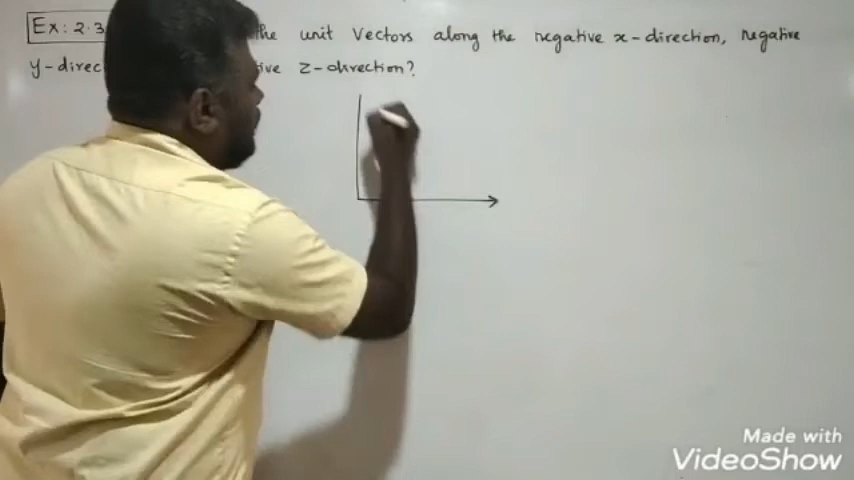 Ex: 2.3 the unit vectors along the negative x-direction, negative
y-direc ive z-direction?
Made with
VideoShow